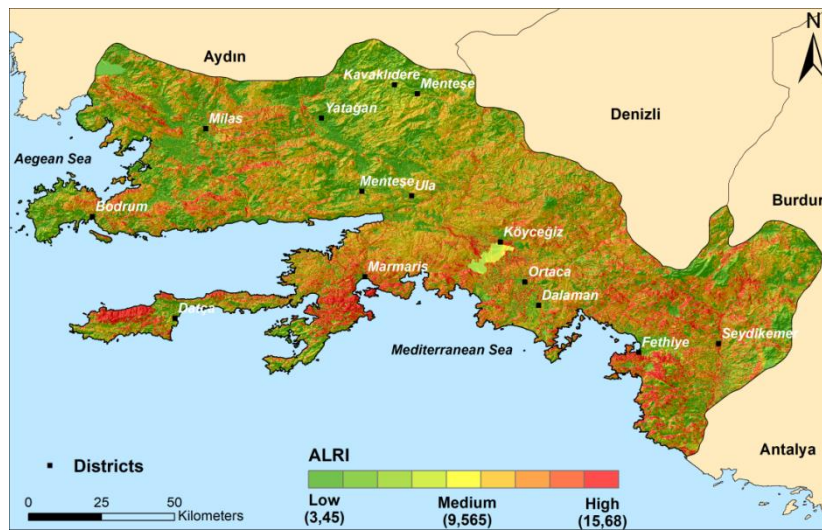 N
Aydın
Kavaklıdere
Menteşe
Denizli
Yatağan
Milas
Aegean Sea
Menteşe
Ula
Burdur
Bodrum
Köyceğiz
Marmaris
Ortaca
Datça
Dalaman
Mediterranean Sea
Fethiye
Seydikemer
Antalya
ALRI
Districts
Low
(3,45)
Medium
(9,565)
High
(15,68)
0 25 50
Kilometers